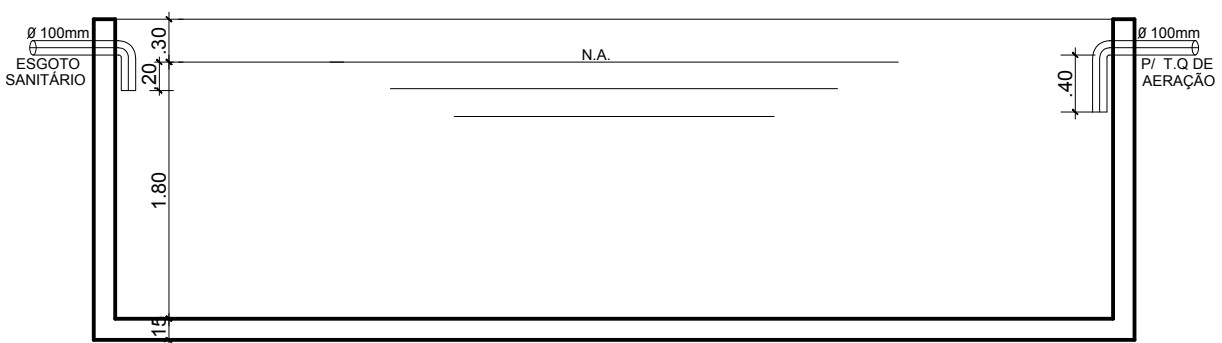 Ø 100mm
ESGOTO
SANITÁRIO
.30
.20
N.A.
1.80
.15
Ø 100mm
P/ T.Q DE
AERAÇÃO
.40